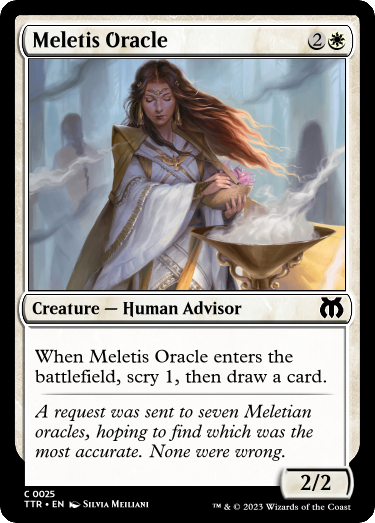 Meletis Oracle 2
Creature — Human Advisor
When Meletis Oracle enters the
battlefield, scry 1, then draw a card.
A request was sent to seven Meletian
oracles, hoping to find which was the
most accurate. None were wrong.
2/2
C 0025
TTR • EN Silvia Meiliani
™ & © 2023 Wizards of the Coast